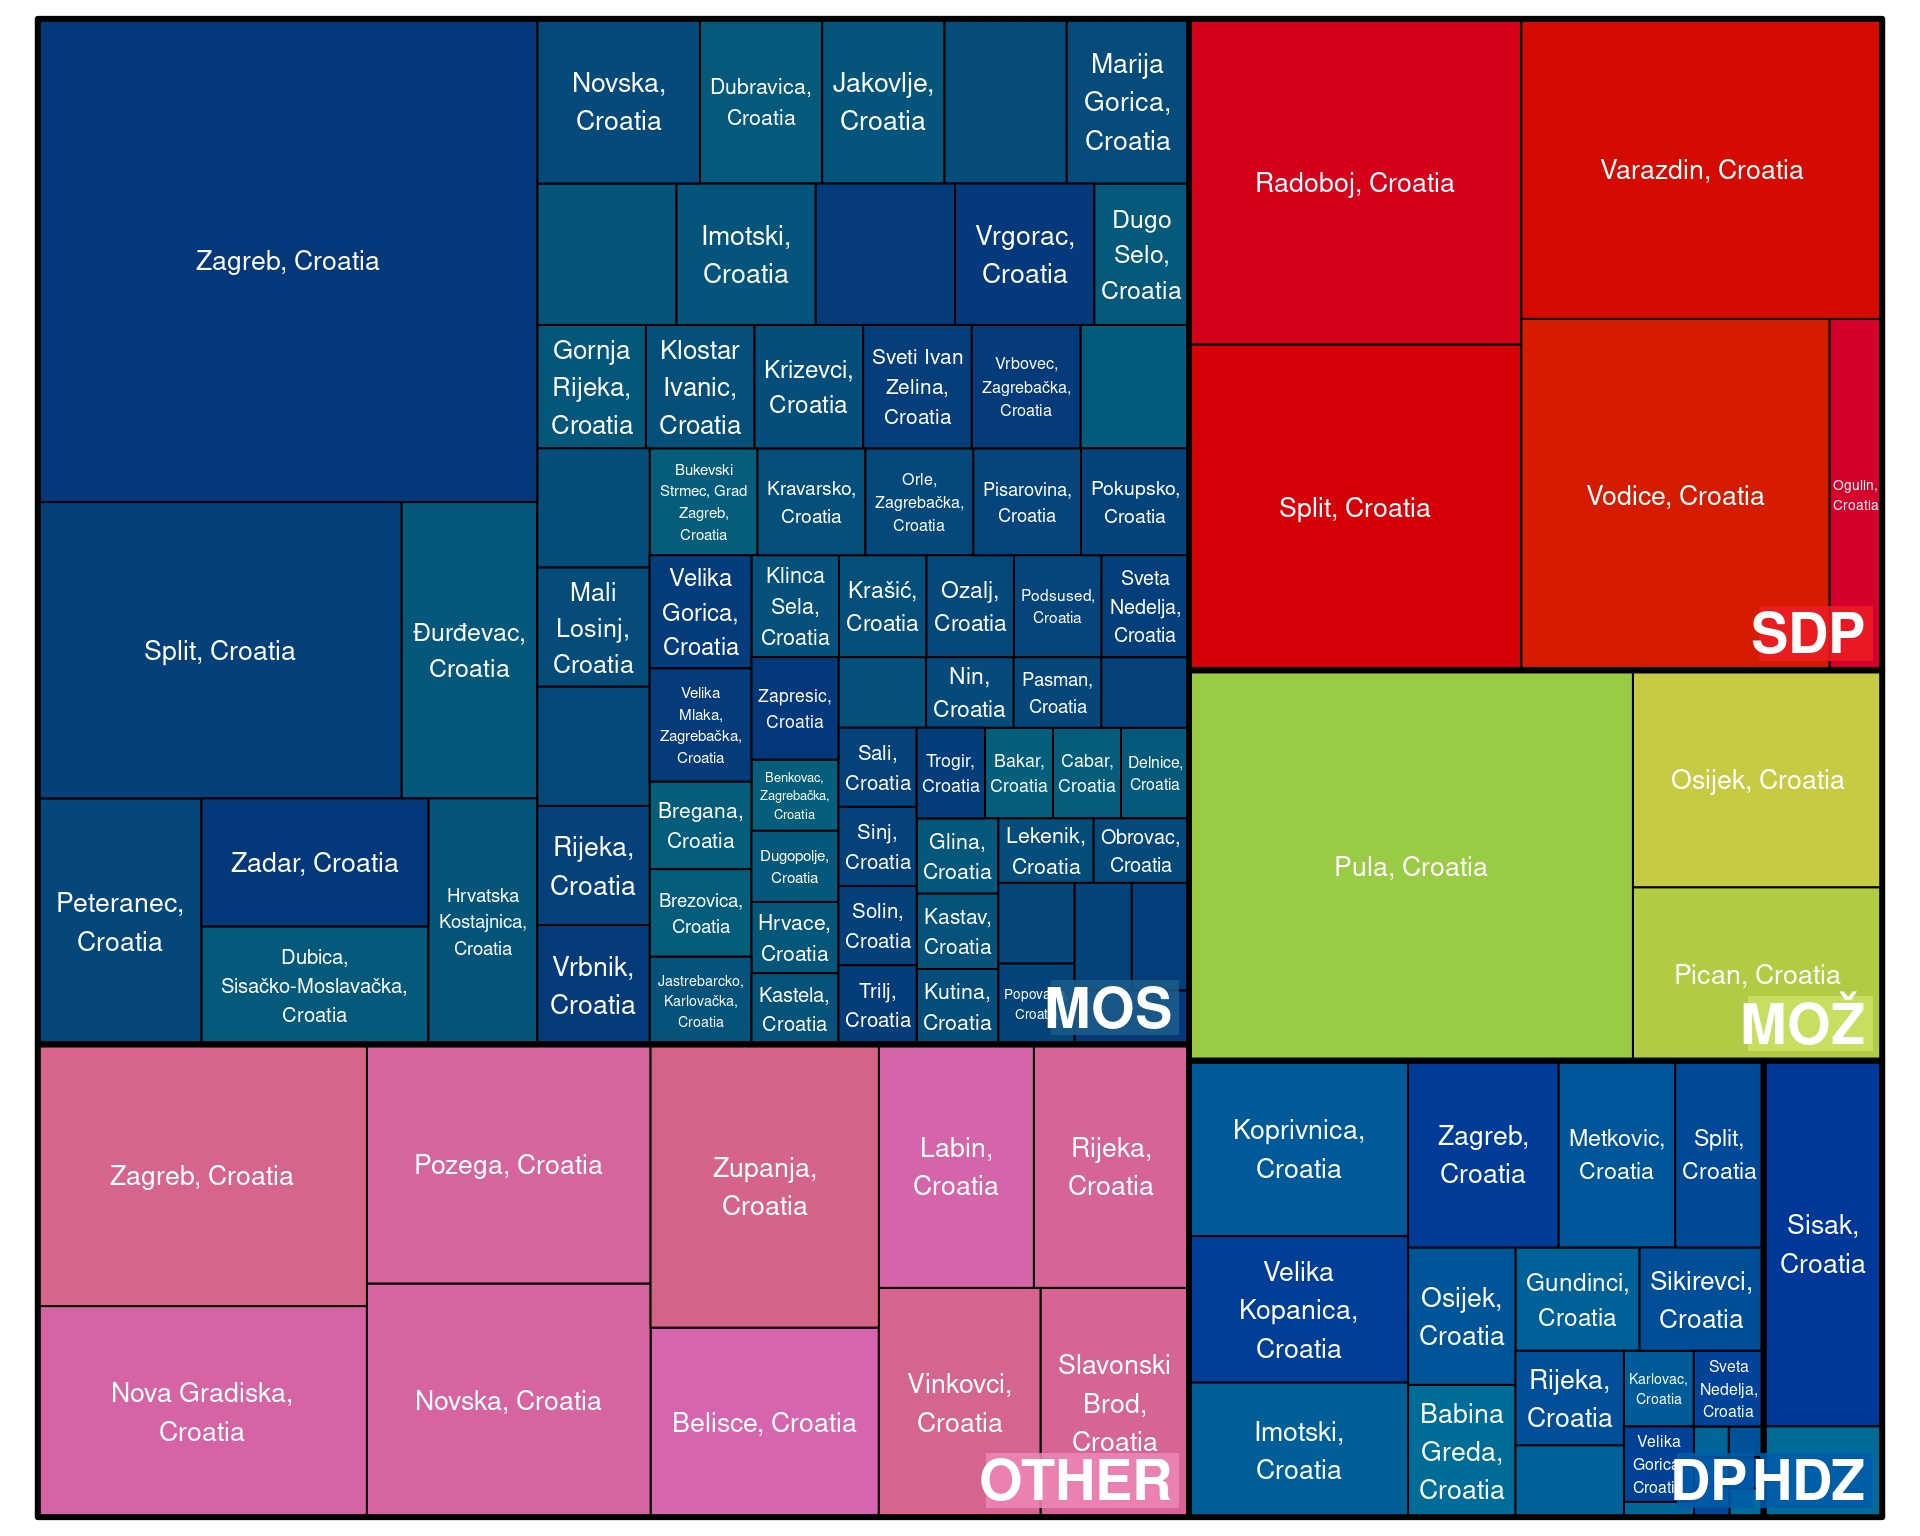 Zagreb, Croatia
Split, Croatia
Đurđevac,
Croatia
Peteranec,
Croatia
Zadar, Croatia
Dubica,
Sisačko-Moslavačka,
Croatia
Hrvatska
Kostajnica,
Croatia
Novska,
Croatia
Dubravica,
Croatia
Jakovlje,
Croatia
Marija
Gorica,
Croatia
Imotski,
Croatia
Vrgorac,
Croatia
Dugo
Selo,
Croatia
Gornja
Rijeka,
Croatia
Klostar
Ivanic,
Croatia
Krizevci,
Croatia
Sveti Ivan
Zelina,
Croatia
Vrbovec,
Zagrebačka,
Croatia
Mali
Losinj,
Croatia
Rijeka,
Croatia
Vrbnik,
Croatia
Bukevski
Strmec, Grad
Zagreb,
Croatia
Kravarsko,
Croatia
Orle,
Zagrebačka,
Croatia
Pisarovina,
Croatia
Pokupsko,
Croatia
Velika
Gorica,
Croatia
Velika
Mlaka,
Zagrebačka,
Croatia
Bregana,
Croatia
Brezovica,
Croatia
Jastrebarcko,
Karlovačka,
Croatia
Klinca
Sela,
Croatia
Krašić,
Croatia
Ozalj,
Croatia
Podsused,
Croatia
Sveta
Nedelja,
Croatia
Zapresic,
Croatia
Benkovac,
Zagrebačka,
Croatia
Dugopolje,
Croatia
Hrvace,
Croatia
Kastela,
Croatia
Nin,
Croatia
Pasman,
Croatia
Sali,
Croatia
Sinj,
Croatia
Solin,
Croatia
Trilj,
Croatia
Trogir,
Croatia
Bakar,
Croatia
Cabar,
Croatia
Delnice,
Croatia
Glina,
Croatia
Kastav,
Croatia
Kutina,
Croatia
Lekenik,
Croatia
Obrovac,
Croatia
MOS
Radoboj, Croatia
Split, Croatia
Varazdin, Croatia
Vodice, Croatia
Ogulin,
Croatia
SDP
Pula, Croatia
Osijek, Croatia
Pican, Croatia
MOŽ
Zagreb, Croatia
Nova Gradiska,
Croatia
Pozega, Croatia
Novska, Croatia
Zupanja,
Croatia
Belisce, Croatia
Labin,
Croatia
Rijeka,
Croatia
Vinkovci,
Croatia
Slavonski
Brod,
Croatia
OTHER
Koprivnica,
Croatia
Velika
Kopanica,
Croatia
Imotski,
Croatia
Zagreb,
Croatia
Metkovic,
Croatia
Split,
Croatia
Osijek,
Croatia
Babina
Greda,
Croatia
Gundinci,
Croatia
Sikirevci,
Croatia
Rijeka,
Croatia
Karlovac,
Croatia
Sveta
Nedelja,
Croatia
Velika
Gorica
Croatia
DP
Sisak,
Croatia
HDZ